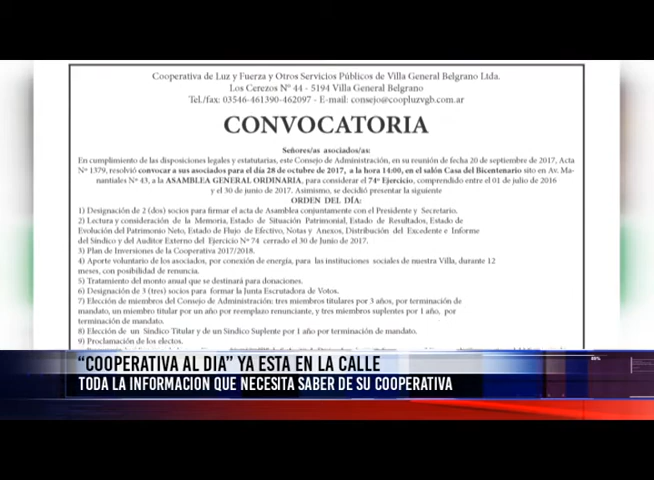 Cooperativa de Luz y Fuerza y Otros Servicios Públicos de Villa General Belgrano Ltda.
Los Cerezos Nº 44 - 5194 Villa General Belgrano
Tel./fax: 03546-461390-462097 - E-mail: consejo@coopluzvgb.com.ar
CONVOCATORIA
Señores/as asociados/as:
En cumplimiento de las disposiciones legales y estatutarias, este Consejo de Administración, en su reunión de fecha 20 de septiembre de 2017, Acta
Nº 1379, resolvió convocar a sus asociados para el día 28 de octubre de 2017, a la hora 14:00, en el salón Casa del Bicentenario sito en Av. Ma-
nantiales Nº 43, a la ASAMBLEA GENERAL ORDINARIA, para considerar el 74º Ejercicio, comprendido entre el 01 de julio de 2016
y el 30 de junio de 2017. Asimismo, se decidió presentar la siguiente
ORDEN DEL DÍA:
1) Designación de 2 (dos) socios para firmar el acta de Asamblea conjuntamente con el Presidente y Secretario.
2) Lectura y consideración de la Memoria, Estado de Situación Patrimonial, Estado de Resultados, Estado de
Evolución del Patrimonio Neto, Estado de Flujo de Efectivo, Notas y Anexos, Distribución del Excedente e Informe
del Síndico y del Auditor Externo del Ejercicio Nº 74 cerrado el 30 de Junio de 2017.
3) Plan de Inversiones de la Cooperativa 2017/2018.
4) Aporte voluntario de los asociados, por conexión de energía, para las instituciones sociales de nuestra Villa, durante 12
meses, con posibilidad de renuncia.
5) Tratamiento del monto anual que se destinará para donaciones.
6) Designación de 3 (tres) socios para formar la Junta Escrutadora de Votos.
7) Elección de miembros del Consejo de Administración: tres miembros titulares por 3 años, por terminación de
mandato, un miembro titular por un año por reemplazo renunciante, y tres miembros suplentes por 1 año, por
terminación de mandato.
8) Elección de un Síndico Titular y de un Síndico Suplente por 1 año por terminación de mandato.
9) Proclamación de los electos.
"COOPERATIVA AL DIA" YA ESTA EN LA CALLE
TODA LA INFORMACION QUE NECESITA SABER DE SU COOPERATIVA